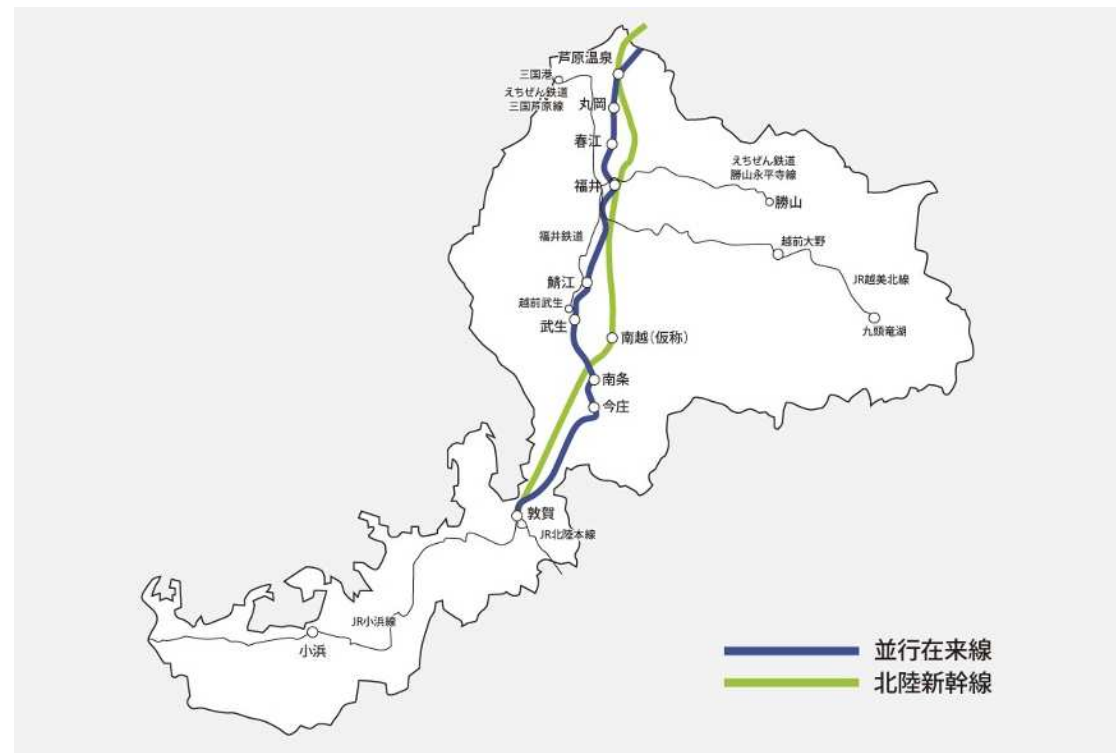 芦原温泉
三国港
えちぜん鉄道
三国芦原線
丸岡
春江
えちぜん鉄道
勝山永平寺線
福井
勝山
福井鉄道
越前大野
JR越美北線
鯖江
越前武生
武生
九頭竜湖
南越(仮称)
南条
今庄
敦賀
JR北陸本線
JR小浜線
小浜
並行在来線
北陸新幹線